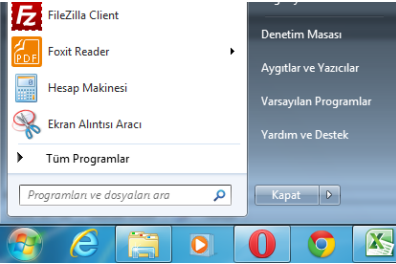 FileZilla Client
Foxit Reader
PDF
Hesap Makinesi
Ekran Alıntısı Aracı
Tüm Programlar
Programları ve dosyaları ara
Denetim Masası
Aygıtlar ve Yazıcılar
Varsayılan Programlar
Yardım ve Destek
Kapat